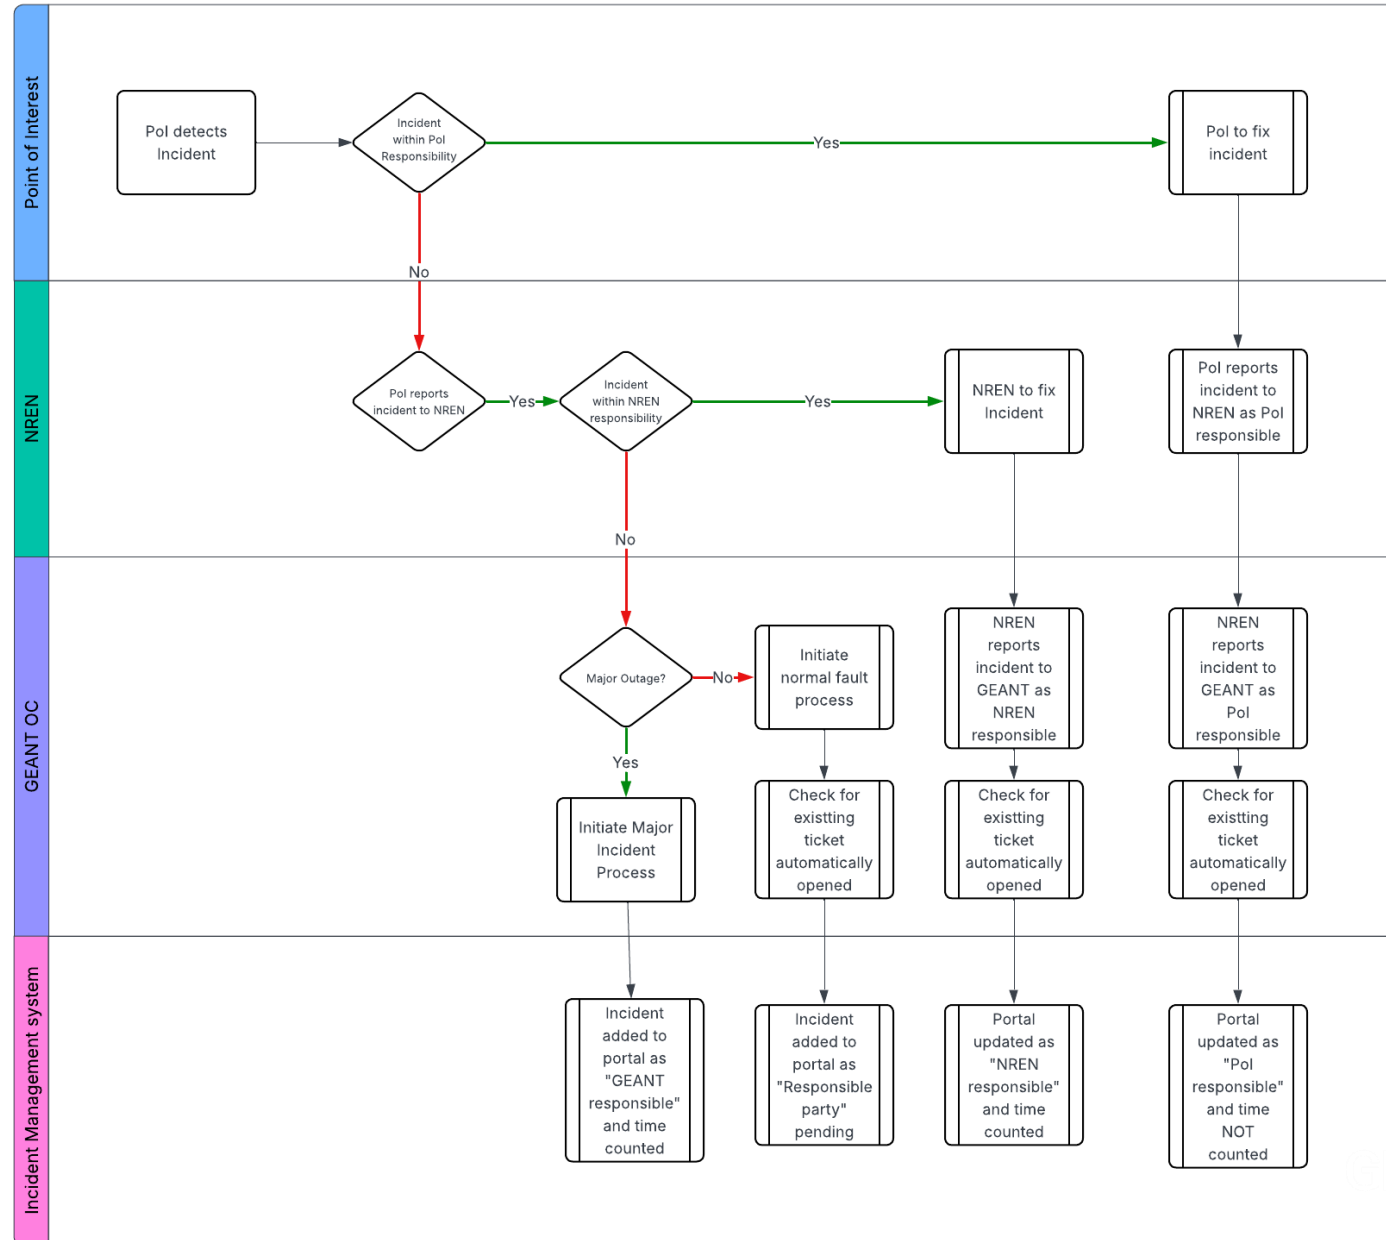 Point of Interest
PoI detects
Incident
Incident
within PoI
Responsibility
Yes
PoI to fix
incident
No
NREN
PoI reports
incident to NREN
Yes
Incident
within NREN
responsibility
Yes
NREN to fix
Incident
PoI reports
incident to
NREN as PoI
responsible
No
GEANT OC
Major Outage?
No
Initiate
normal fault
process
NREN
reports
incident to
GEANT as
NREN
responsible
NREN
reports
incident to
GEANT as
PoI
responsible
Yes
Initiate Major
Incident
Process
Check for
existting
ticket
automatically
opened
Check for
existting
ticket
automatically
opened
Check for
existting
ticket
automatically
opened
Incident Management system
Incident
added to
portal as
"GEANT
responsible"
and time
counted
Incident
added to
portal as
"Responsible
party"
pending
Portal
updated as
"NREN
responsible"
and time
counted
Portal
updated as
"PoI
responsible"
and time
NOT
counted